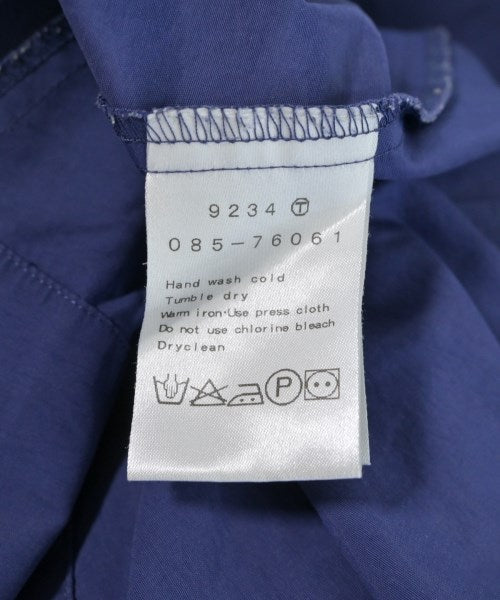 9234 Ⓣ
085-76061
Hand wash cold
Tumble dry
Warm iron・Use press cloth
Do not use chlorine bleach
Dryclean
P